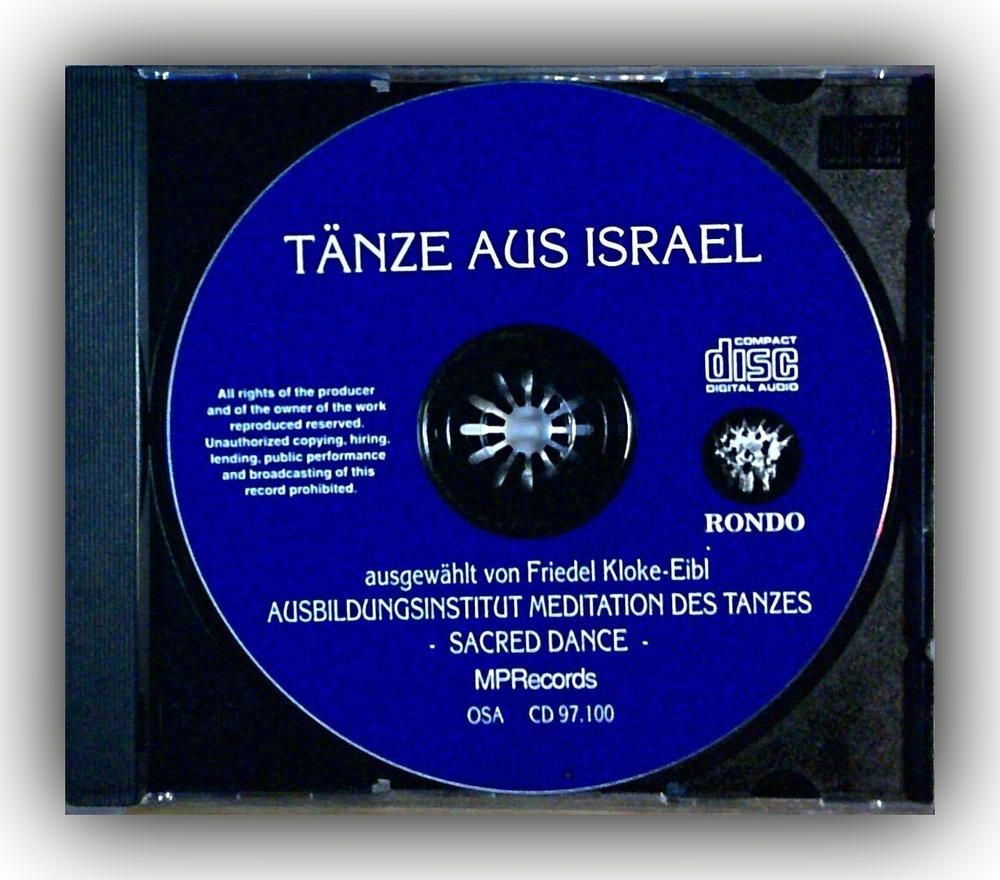 TÄNZE AUS ISRAEL
All rights of the producer
and of the owner of the work
reproduced reserved.
Unauthorized copying, hiring,
lending, public performance
and broadcasting of this
record prohibited.
COMPACT
disc
DIGITAL AUDIO
RONDO
ausgewählt von Friedel Kloke-Eibl
AUSBILDUNGSINSTITUT MEDITATION DES TANZES
- SACRED DANCE -
MPRecords
OSA CD 97.100